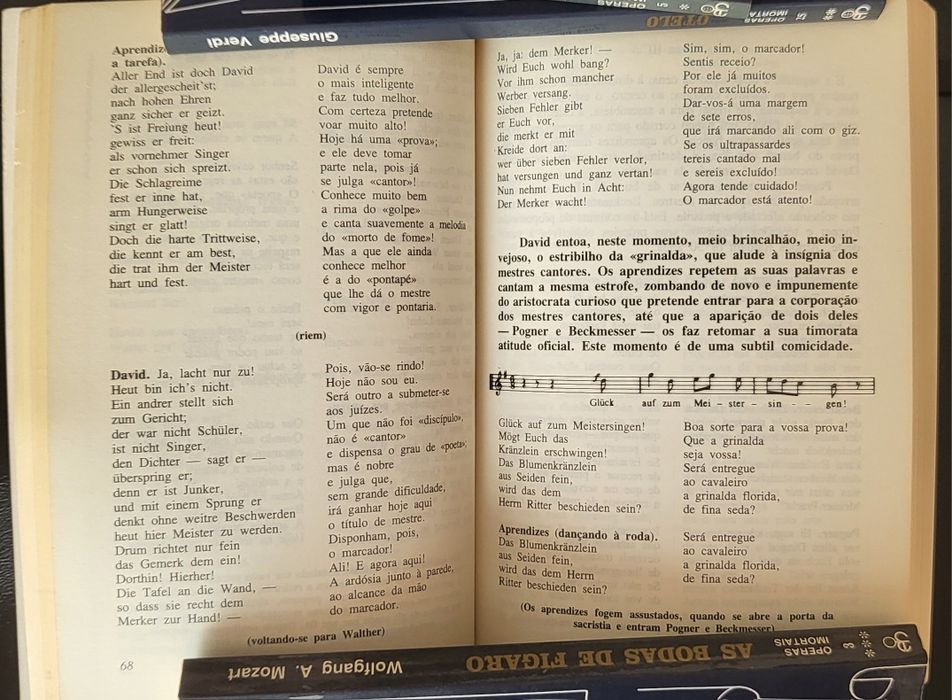 Giuseppe Verdi
OTELO
OPERAS
IMORTAIS
5
Aprendiz
a tarefa).
Aller End ist doch David
der allergescheit'st;
nach hohen Ehren
ganz sicher er geizt.
'S ist Freiung heut!
gewiss er freit:
als vornehmer Singer
er schon sich spreizt.
Die Schlagreime
fest er inne hat,
arm Hungerweise
singt er glatt!
Doch die harte Trittweise,
die kennt er am best,
die trat ihm der Meister
hart und fest.
David é sempre
o mais inteligente
e faz tudo melhor.
Com certeza pretende
voar muito alto!
Hoje há uma «prova»;
e ele deve tomar
parte nela, pois já
se julga «cantor»!
Conhece muito bem
a rima do «golpe»
e canta suavemente a melodia
do «morto de fome»!
Mas a que ele ainda
conhece melhor
é a do «pontapé»
que lhe dá o mestre
com vigor e pontaria.
(riem)
David. Ja, lacht nur zu!
Heut bin ich's nicht.
Ein andrer stellt sich
zum Gericht;
der war nicht Schüler,
ist nicht Singer,
den Dichter — sagt er —
überspring er;
denn er ist Junker,
und mit einem Sprung er
denkt ohne weitre Beschwerden
heut hier Meister zu werden.
Drum richtet nur fein
das Gemerk dem ein!
Dorthin! Hierher!
Die Tafel an die Wand, —
so dass sie recht dem
Merker zur Hand! —
Pois, vão-se rindo!
Hoje não sou eu.
Será outro a submeter-se
aos juízes.
Um que não foi «discípulo»,
não é «cantor»
e dispensa o grau de «poeta»,
mas é nobre
e julga que,
sem grande dificuldade,
irá ganhar hoje aqui
o título de mestre.
Disponham, pois,
o marcador!
Ali! E agora aqui!
A ardósia junto à parede,
ao alcance da mão
do marcador.
(voltando-se para Walther)
68
Ja, ja: dem Merker! —
Wird Euch wohl bang?
Vor ihm schon mancher
Werber versang.
Sieben Fehler gibt
er Euch vor,
die merkt er mit
Kreide dort an:
wer über sieben Fehler verlor,
hat versungen und ganz vertan!
Nun nehmt Euch in Acht:
Der Merker wacht!
Sim, sim, o marcador!
Sentis receio?
Por ele já muitos
foram excluídos.
Dar-vos-á uma margem
de sete erros,
que irá marcando ali com o giz.
Se os ultrapassardes
tereis cantado mal
e sereis excluído!
Agora tende cuidado!
O marcador está atento!
David entoa, neste momento, meio brincalhão, meio in-
vejoso, o estribilho da «grinalda», que alude à insígnia dos
mestres cantores. Os aprendizes repetem as suas palavras e
cantam a mesma estrofe, zombando de novo e impunemente
do aristocrata curioso que pretende entrar para a corporação
dos mestres cantores, até que a aparição de dois deles
— Pogner e Beckmesser — os faz retomar a sua timorata
atitude oficial. Este momento é de uma subtil comicidade.
Glück auf zum Mei - ster - sin - - gen!
Glück auf zum Meistersingen!
Mögt Euch das
Kränzlein erschwingen!
Das Blumenkränzlein
aus Seiden fein,
wird das dem
Herrn Ritter beschieden sein?
Boa sorte para a vossa prova!
Que a grinalda
seja vossa!
Será entregue
ao cavaleiro
a grinalda florida,
de fina seda?
Aprendizes (dançando à roda).
Das Blumenkränzlein
aus Seiden fein,
wird das dem Herrn
Ritter beschieden sein?
Será entregue
ao cavaleiro
a grinalda florida,
de fina seda?
(Os aprendizes fogem assustados, quando se abre a porta da
sacristia e entram Pogner e Beckmesser)
Wolfgang A. Mozart
AS BODAS DE FÍGARO
OPERAS
IMORTAIS
3